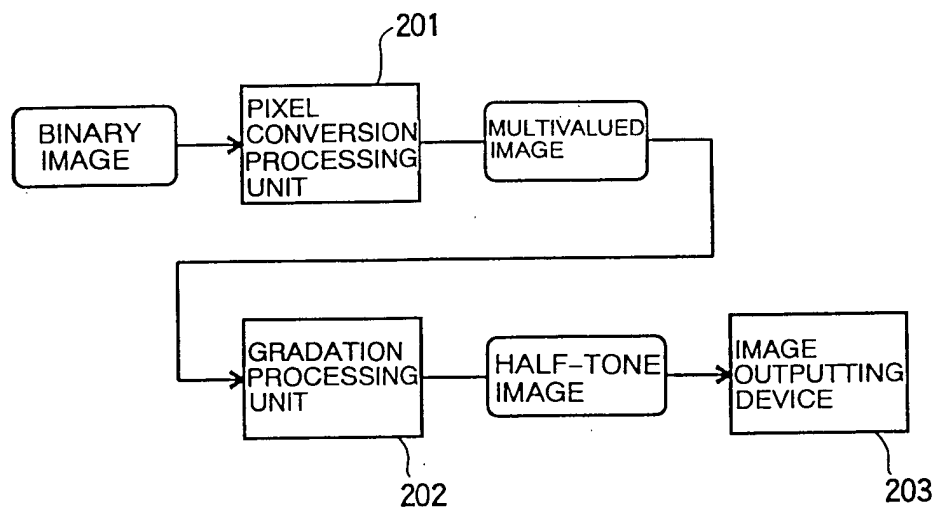 201
BINARY
IMAGE
PIXEL
CONVERSION
PROCESSING
UNIT
MULTIVALUED
IMAGE
GRADATION
PROCESSING
UNIT
HALF-TONE
IMAGE
IMAGE
OUTPUTTING
DEVICE
202
203